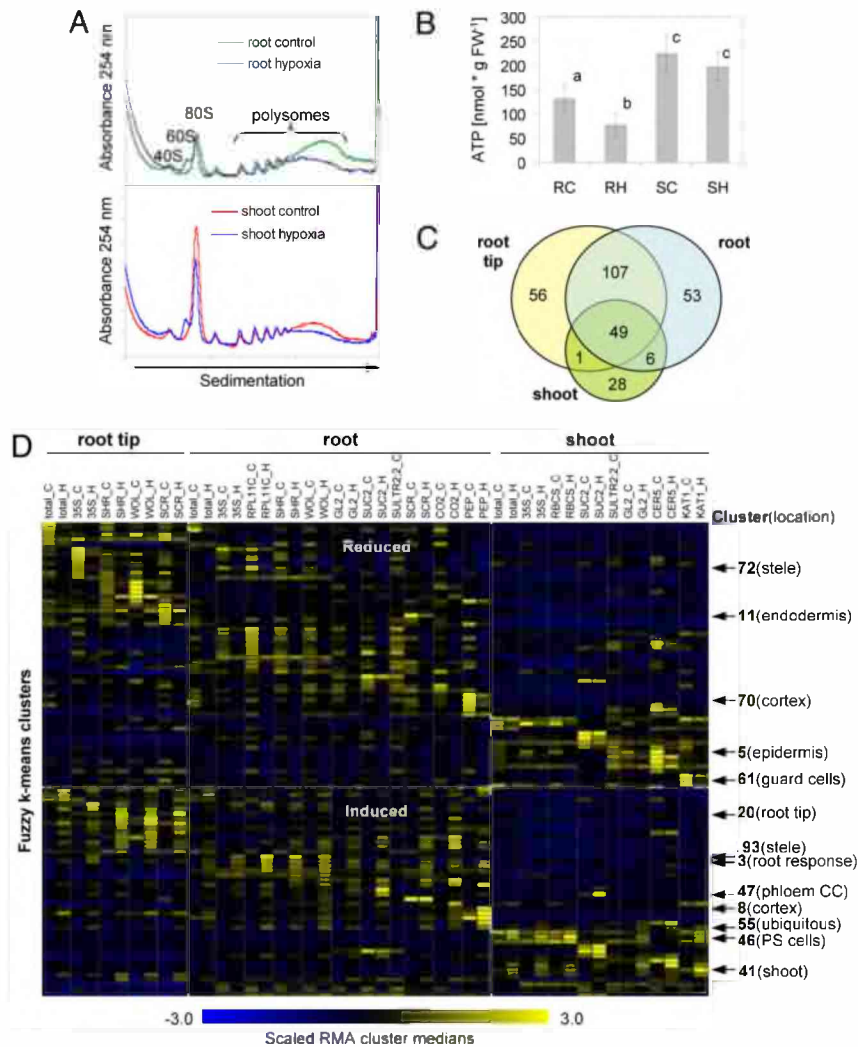 A
Absorbance 254 nm
root control
root hypoxia
80S
60S
40S
polysomes
Absorbance 254 nm
shoot control
shoot hypoxia
Sedimentation
B
ATP [nmol * g FW⁻¹]
300
250
200
150
100
50
0
a
b
c
c
RC RH SC SH
C
root tip
root
107
56
53
49
1
6
28
shoot
D
root tip root shoot
total_C
total_H
35S_C
35S_H
SHR_C
SHR_H
WOL_C
WOL_H
SCR_C
SCR_H
total_C
total_H
35S_C
35S_H
RPL11C_C
RPL11C_H
SHR_C
SHR_H
WOL_C
WOL_H
GL2_C
GL2_H
SUC2_C
SUC2_H
SULTR2;2_C
SCR_C
SCR_H
CO2_C
CO2_H
PEP_C
PEP_H
total_C
total_H
35S_C
35S_H
RBCS_C
RBCS_H
SUC2_C
SUC2_H
SULTR2;2_C
GL2_C
GL2_H
CER5_C
CER5_H
KAT1_C
KAT1_H
Cluster(location)
Fuzzy k-means clusters
Reduced
72(stele)
11(endodermis)
70(cortex)
5(epidermis)
61(guard cells)
Induced
20(root tip)
93(stele)
3(root response)
47(phloem CC)
8(cortex)
55(ubiquitous)
46(PS cells)
41(shoot)
-3.0 3.0
Scaled RMA cluster medians